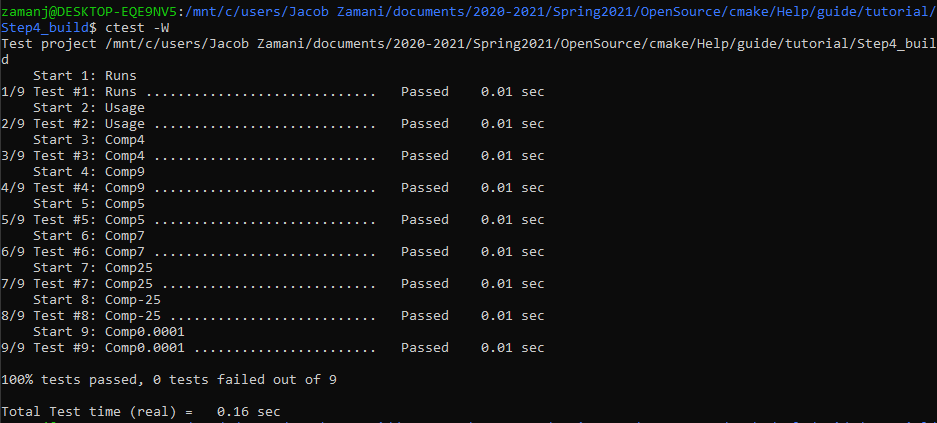 zamanj@DESKTOP-EQE9NV5:/mnt/c/users/Jacob Zamani/documents/2020-2021/Spring2021/OpenSource/cmake/Help/guide/tutorial/
Step4_build$ ctest -W
Test project /mnt/c/users/Jacob Zamani/documents/2020-2021/Spring2021/OpenSource/cmake/Help/guide/tutorial/Step4_buil
d
    Start 1: Runs
1/9 Test #1: Runs .............................   Passed    0.01 sec
    Start 2: Usage
2/9 Test #2: Usage ............................   Passed    0.01 sec
    Start 3: Comp4
3/9 Test #3: Comp4 ............................   Passed    0.01 sec
    Start 4: Comp9
4/9 Test #4: Comp9 ............................   Passed    0.01 sec
    Start 5: Comp5
5/9 Test #5: Comp5 ............................   Passed    0.01 sec
    Start 6: Comp7
6/9 Test #6: Comp7 ............................   Passed    0.01 sec
    Start 7: Comp25
7/9 Test #7: Comp25 ...........................   Passed    0.01 sec
    Start 8: Comp-25
8/9 Test #8: Comp-25 ..........................   Passed    0.01 sec
    Start 9: Comp0.0001
9/9 Test #9: Comp0.0001 .......................   Passed    0.01 sec

100% tests passed, 0 tests failed out of 9

Total Test time (real) =   0.16 sec